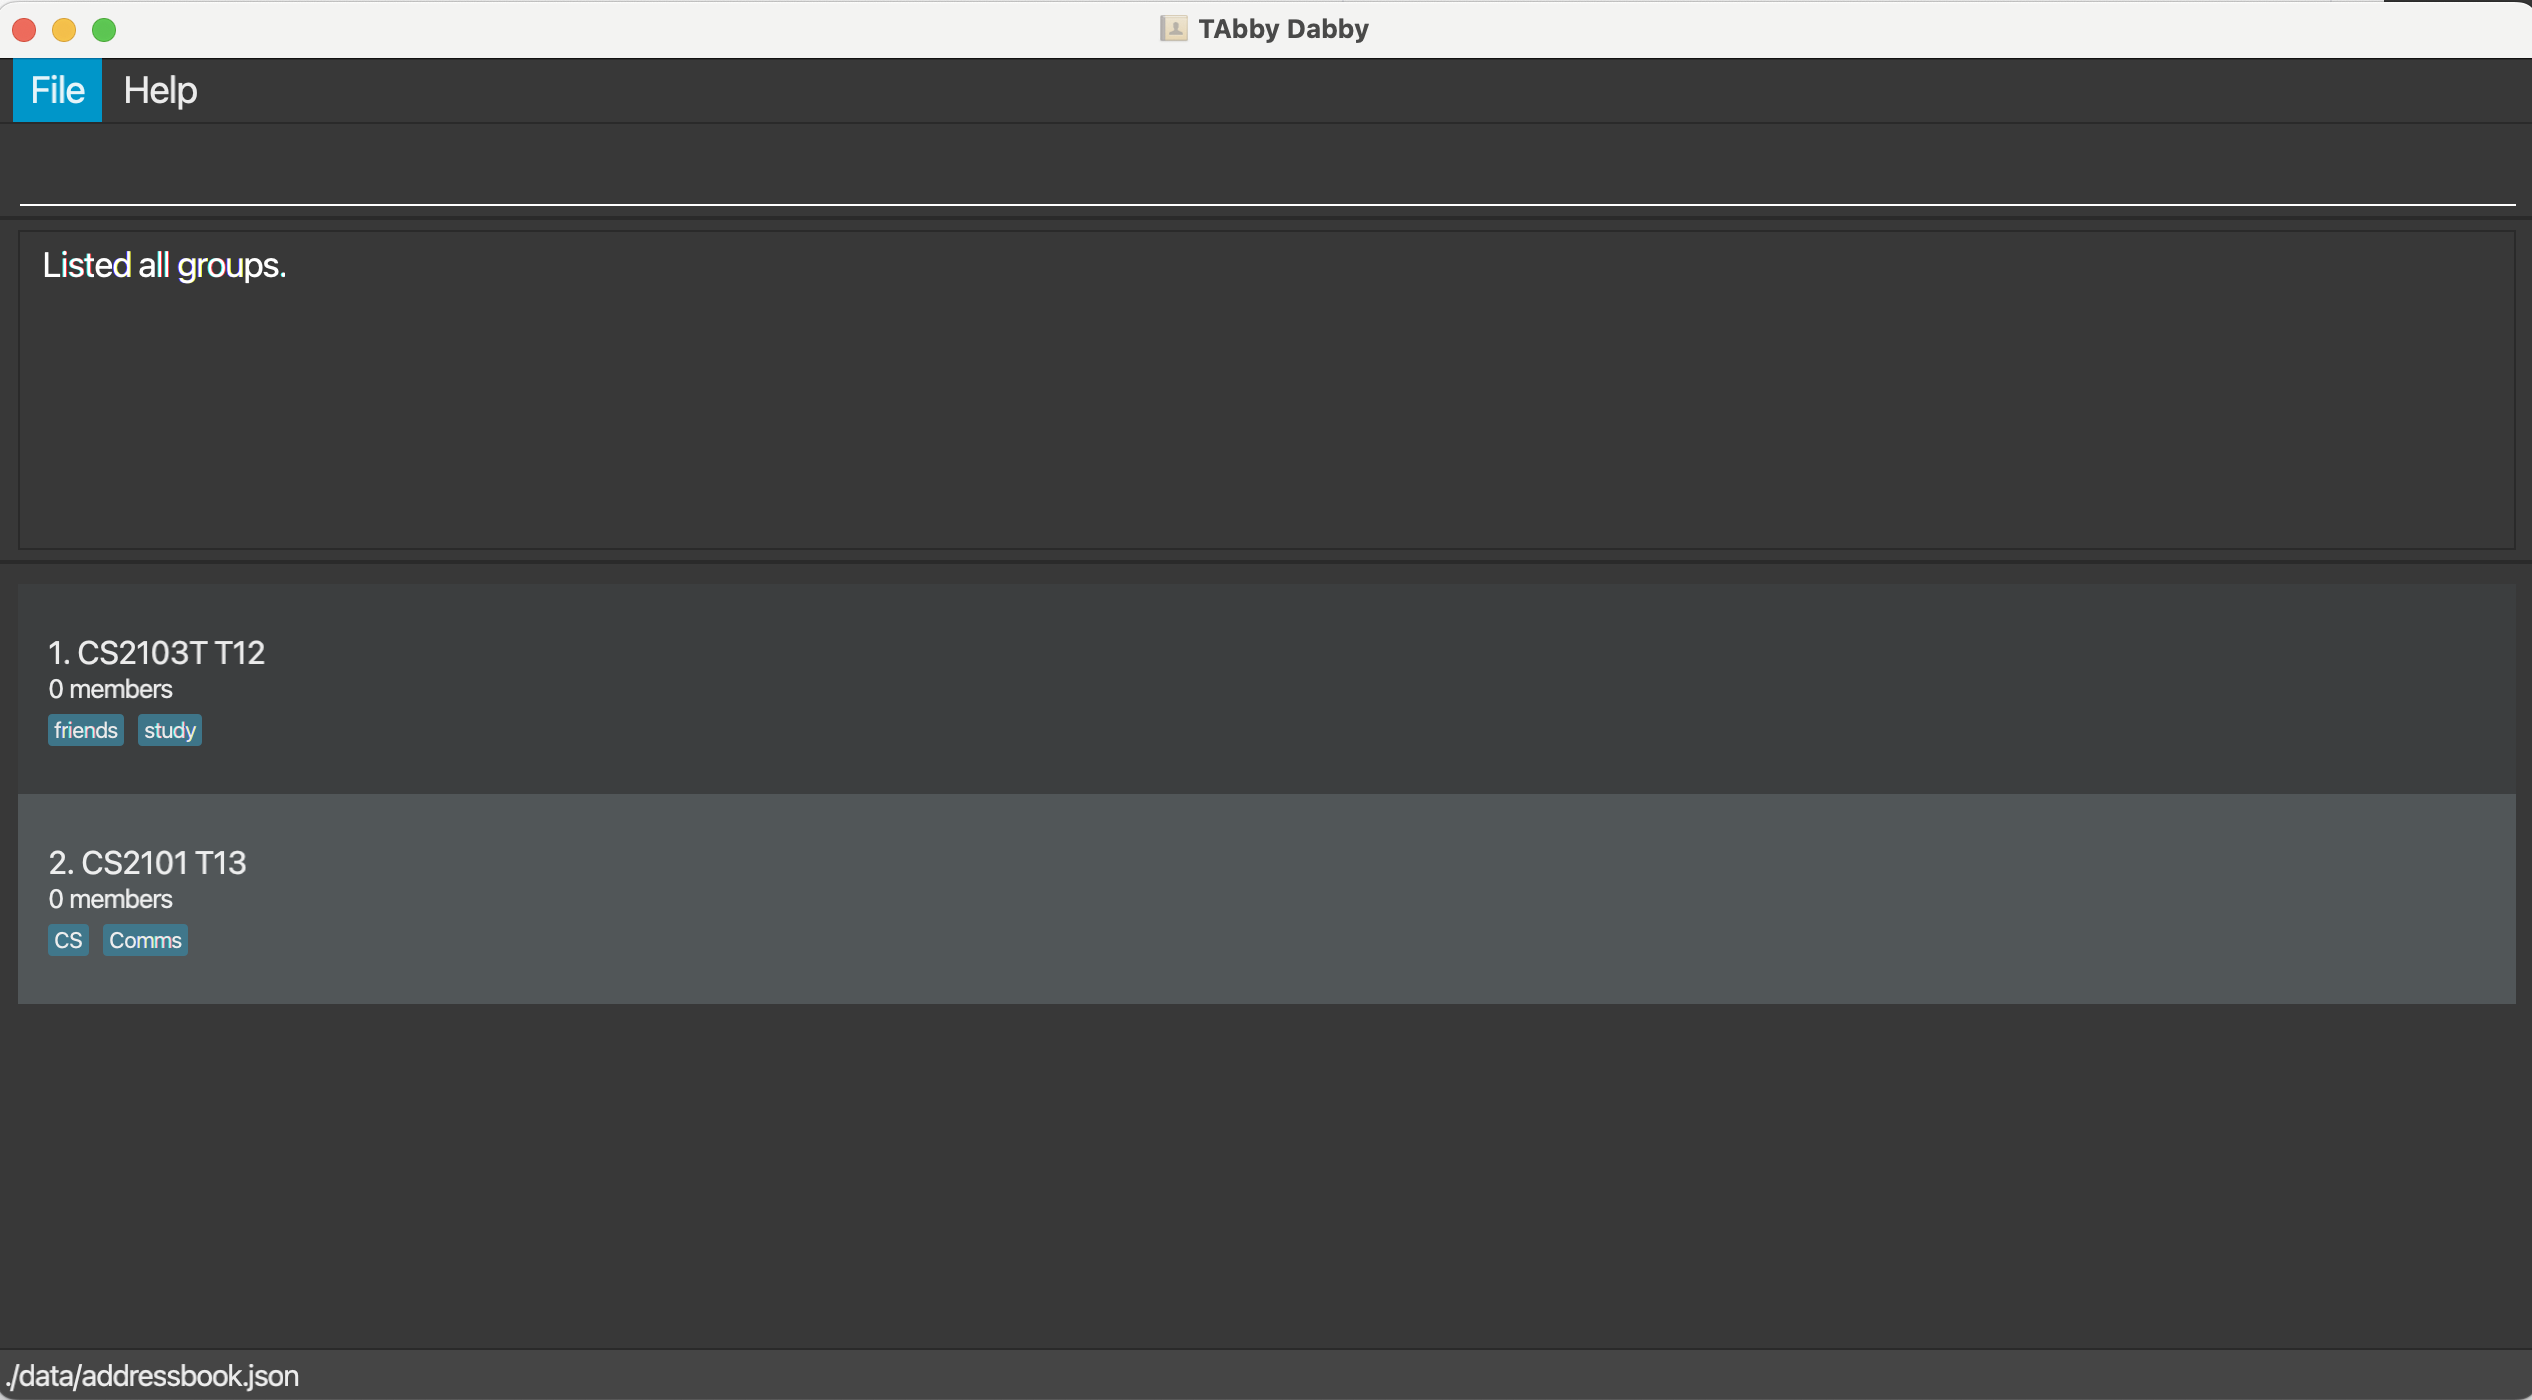 TAbby Dabby
File Help
Listed all groups.
1. CS2103T T12
0 members
friends study
2. CS2101 T13
0 members
CS Comms
./data/addressbook.json